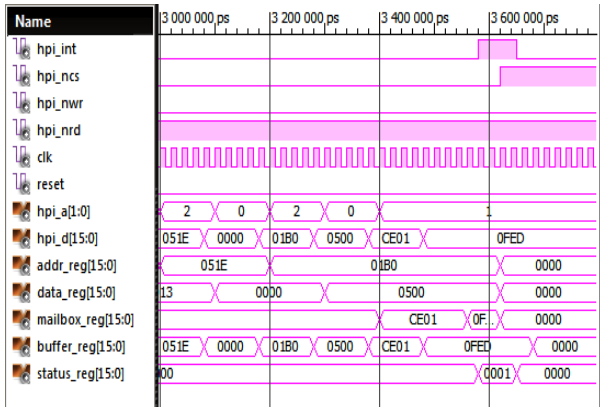 Name 3 000 000 ps 3 200 000 ps 3 400 000 ps 3 600 000 ps
hpi_int
hpi_ncs
hpi_nwr
hpi_nrd
clk
reset
hpi_a[1:0] 2 0 2 0 1
hpi_d[15:0] 051E 0000 01B0 0500 CE01 0FED
addr_reg[15:0] 051E 01B0 0000
data_reg[15:0] 13 0000 0500 0000
mailbox_reg[15:0] CE01 0F... 0000
buffer_reg[15:0] 051E 0000 01B0 0500 CE01 0FED 0000
status_reg[15:0] 00 0001 0000